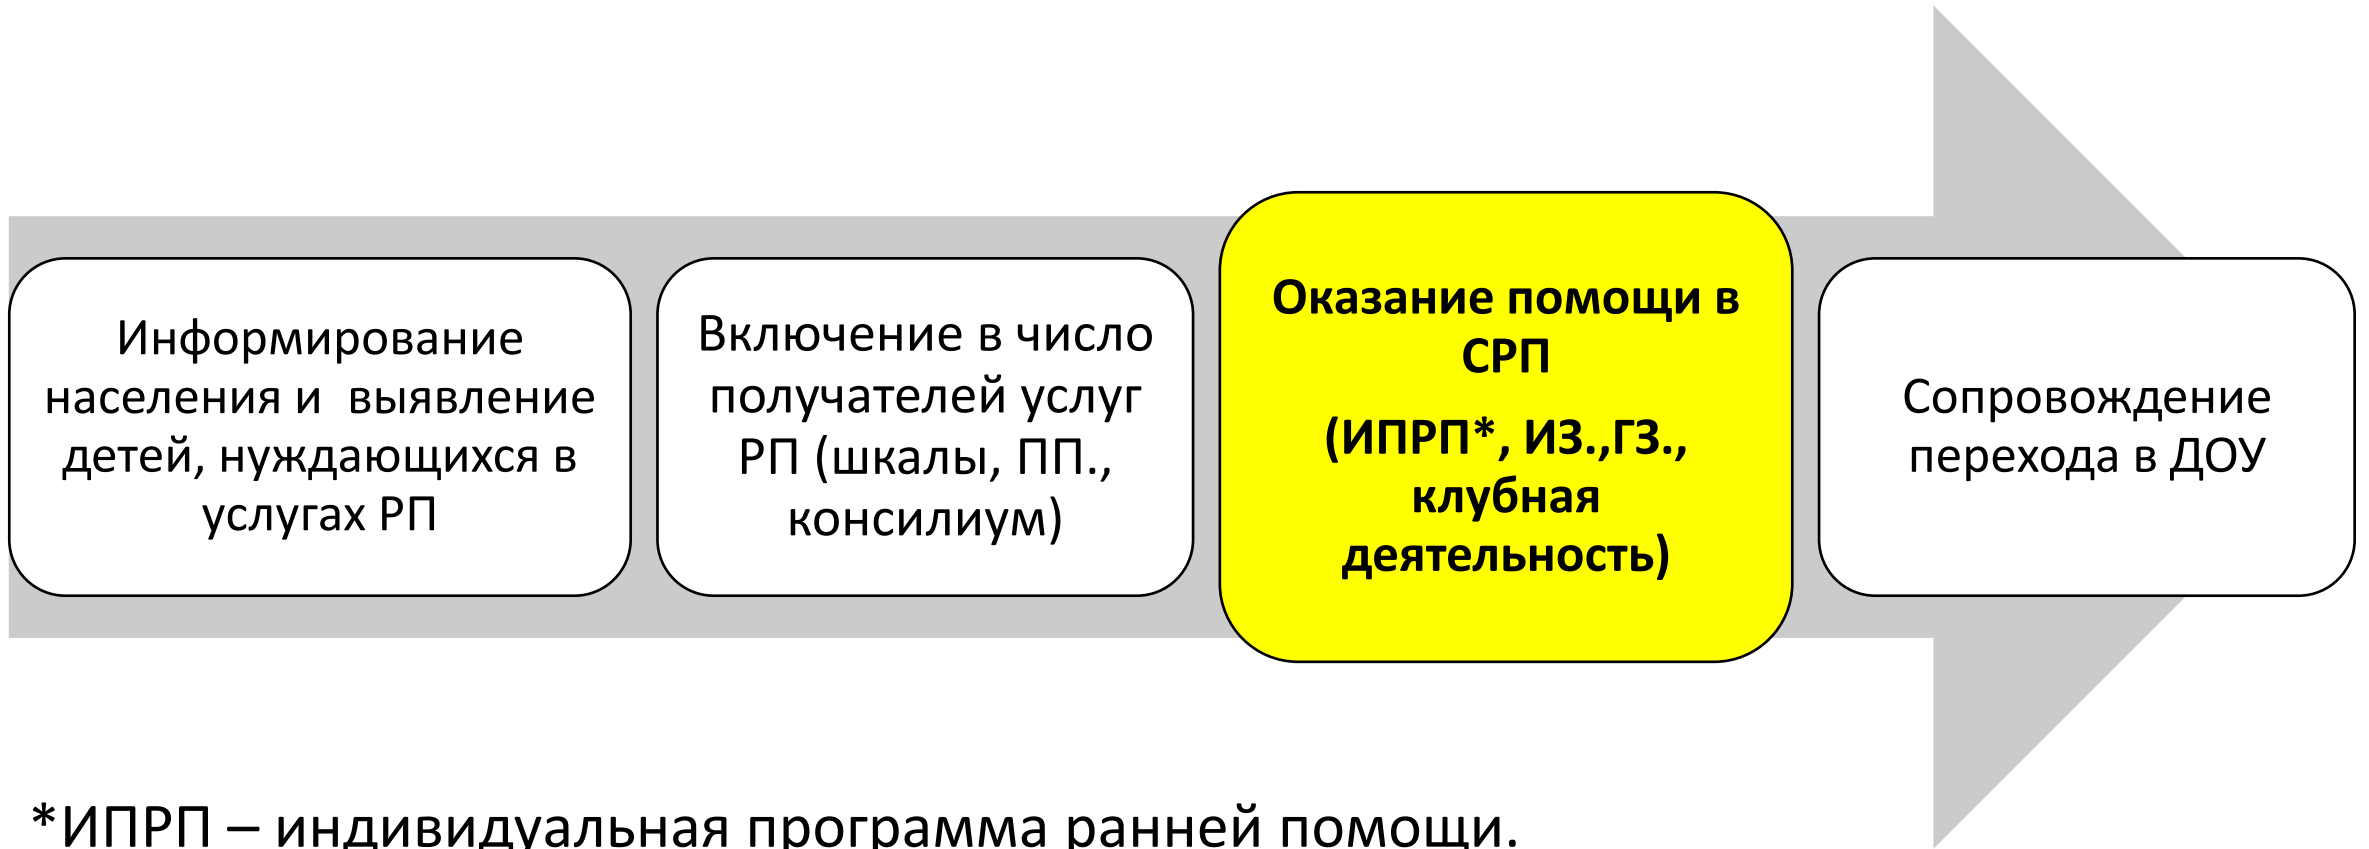 Информирование
населения и  выявление
детей, нуждающихся в
услугах РП
Включение в число
получателей услуг
РП (шкалы, ПП.,
консилиум)
Оказание помощи в
СРП
(ИПРП*, ИЗ.,ГЗ.,
клубная
деятельность)
Сопровождение
перехода в ДОУ
*ИПРП – индивидуальная программа ранней помощи.